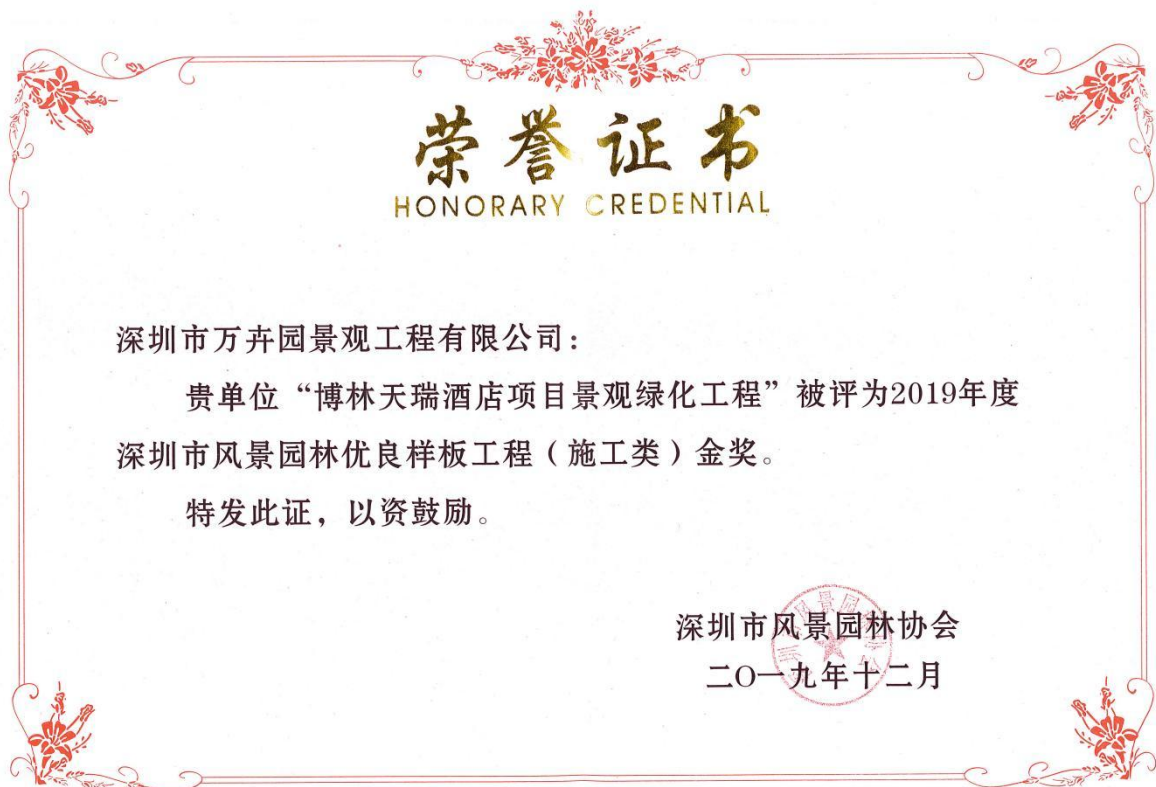 荣誉证书
HONORARY CREDENTIAL
深圳市万卉园景观工程有限公司：
贵单位“博林天瑞酒店项目景观绿化工程”被评为2019年度
深圳市风景园林优良样板工程（施工类）金奖。
特发此证，以资鼓励。
深圳市风景园林协会
二〇一九年十二月